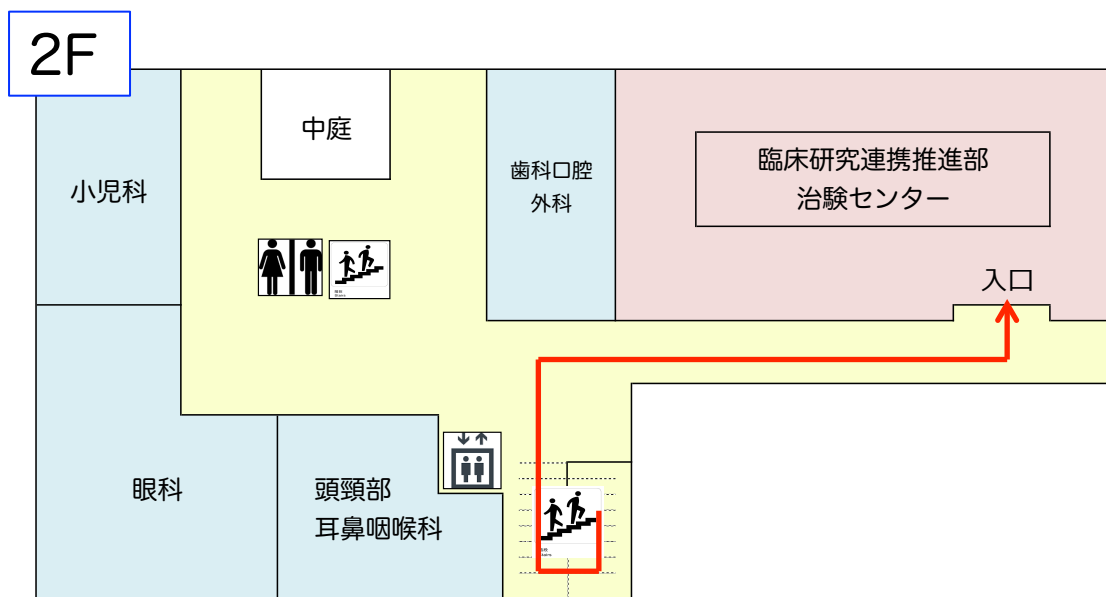 2F
中庭
小児科
歯科口腔
外科
臨床研究連携推進部
治験センター
入口
眼科
頭頸部
耳鼻咽喉科